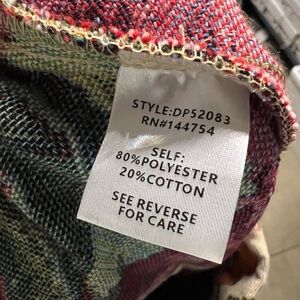 STYLE:DP52083
RN#144754
SELF:
80%POLYESTER
20%COTTON
SEE REVERSE
FOR CARE